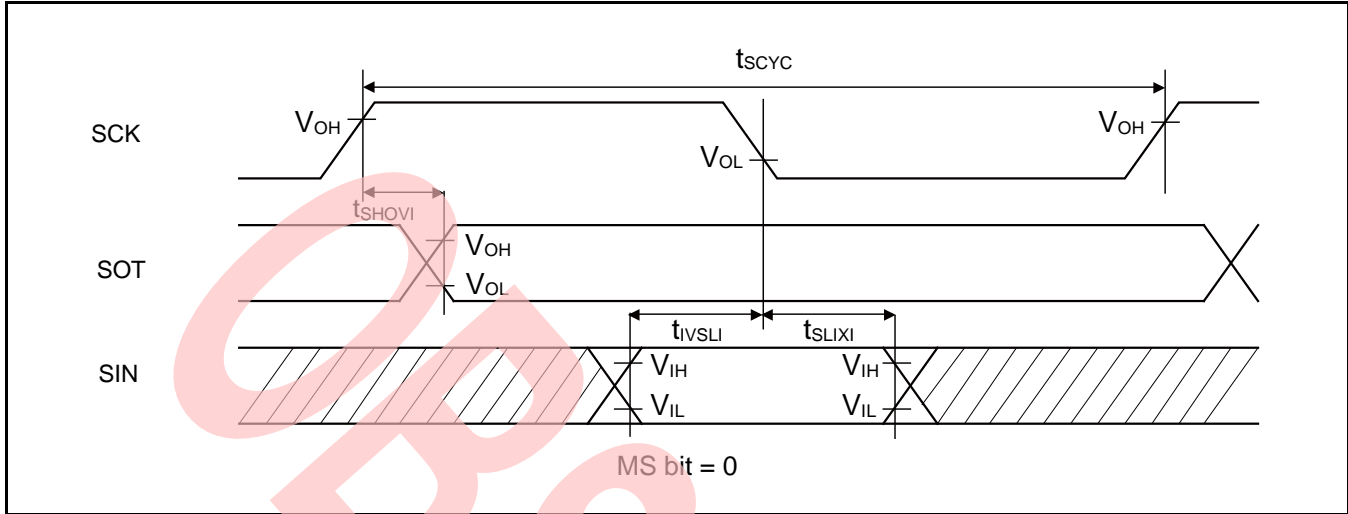 tSCYC
SCK
VOH
VOL
VOH
tSHOVI
SOT
VOH
VOL
tIVSLI
tSLIXI
SIN
VIH
VIL
VIH
VIL
MS bit = 0